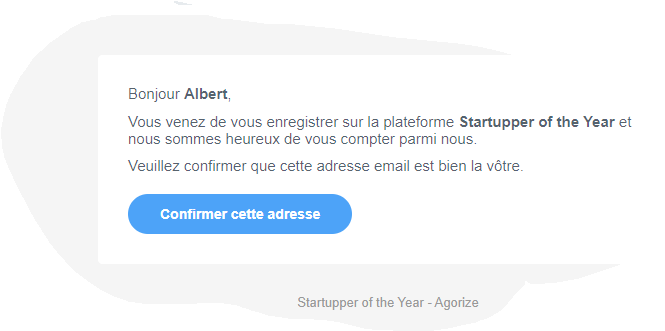 Bonjour Albert,
Vous venez de vous enregistrer sur la plateforme Startupper of the Year et
nous sommes heureux de vous compter parmi nous.
Veuillez confirmer que cette adresse email est bien la vôtre.
Confirmer cette adresse
Startupper of the Year - Agorize